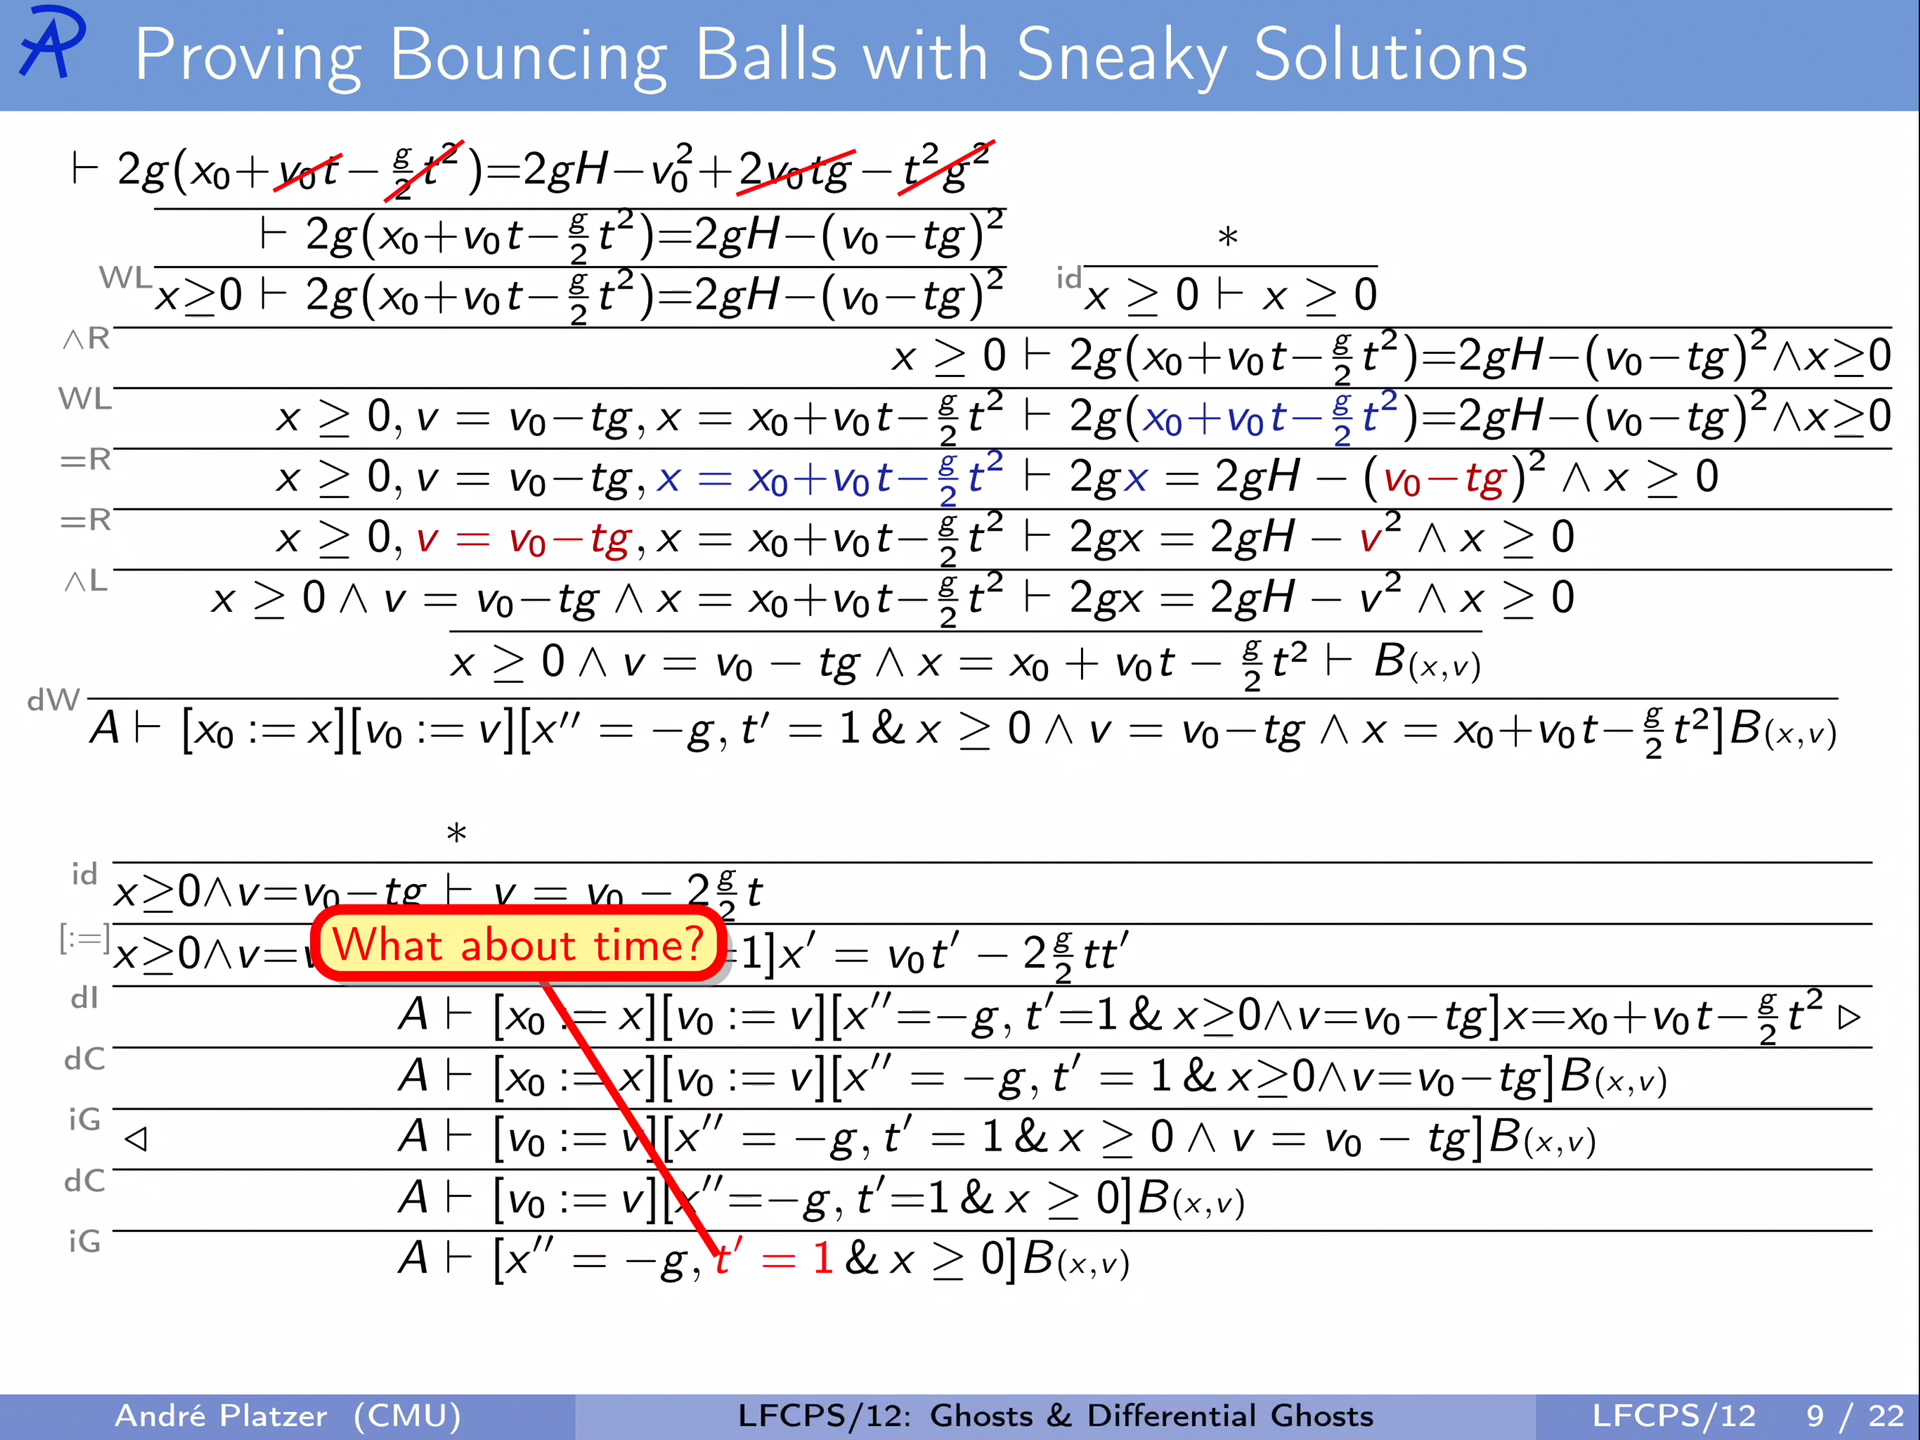 Proving Bouncing Balls with Sneaky Solutions
⊢ 2g(x₀+v₀t−g/2 t²)=2gH−v₀²+2v₀tg−t²g²
⊢ 2g(x₀+v₀t−g/2 t²)=2gH−(v₀−tg)²
*
WL x≥0 ⊢ 2g(x₀+v₀t−g/2 t²)=2gH−(v₀−tg)²
id x ≥ 0 ⊢ x ≥ 0
∧R x ≥ 0 ⊢ 2g(x₀+v₀t−g/2 t²)=2gH−(v₀−tg)²∧x≥0
WL x ≥ 0, v = v₀−tg, x = x₀+v₀t−g/2 t² ⊢ 2g(x₀+v₀t−g/2 t²)=2gH−(v₀−tg)²∧x≥0
=R x ≥ 0, v = v₀−tg, x = x₀+v₀t−g/2 t² ⊢ 2gx = 2gH − (v₀−tg)² ∧ x ≥ 0
=R x ≥ 0, v = v₀−tg, x = x₀+v₀t−g/2 t² ⊢ 2gx = 2gH − v² ∧ x ≥ 0
∧L x ≥ 0 ∧ v = v₀−tg ∧ x = x₀+v₀t−g/2 t² ⊢ 2gx = 2gH − v² ∧ x ≥ 0
x ≥ 0 ∧ v = v₀ − tg ∧ x = x₀ + v₀t − g/2 t² ⊢ B(x,v)
dW A ⊢ [x₀ := x][v₀ := v][x″ = −g, t′ = 1 & x ≥ 0 ∧ v = v₀−tg ∧ x = x₀+v₀t−g/2 t²]B(x,v)
*
id x≥0∧v=v₀−tg ⊢ v = v₀ − 2 g/2 t
[:=] x≥0∧v= =1]x′ = v₀t′ − 2 g/2 tt′
What about time?
dI A ⊢ [x₀ := x][v₀ := v][x″=−g, t′=1 & x≥0∧v=v₀−tg]x=x₀+v₀t−g/2 t² ▷
dC A ⊢ [x₀ := x][v₀ := v][x″ = −g, t′ = 1 & x≥0∧v=v₀−tg]B(x,v)
iG ◁ A ⊢ [v₀ := v][x″ = −g, t′ = 1 & x ≥ 0 ∧ v = v₀ − tg]B(x,v)
dC A ⊢ [v₀ := v][x″=−g, t′=1 & x ≥ 0]B(x,v)
iG A ⊢ [x″ = −g, t′ = 1 & x ≥ 0]B(x,v)
André Platzer (CMU) LFCPS/12: Ghosts & Differential Ghosts LFCPS/12 9 / 22